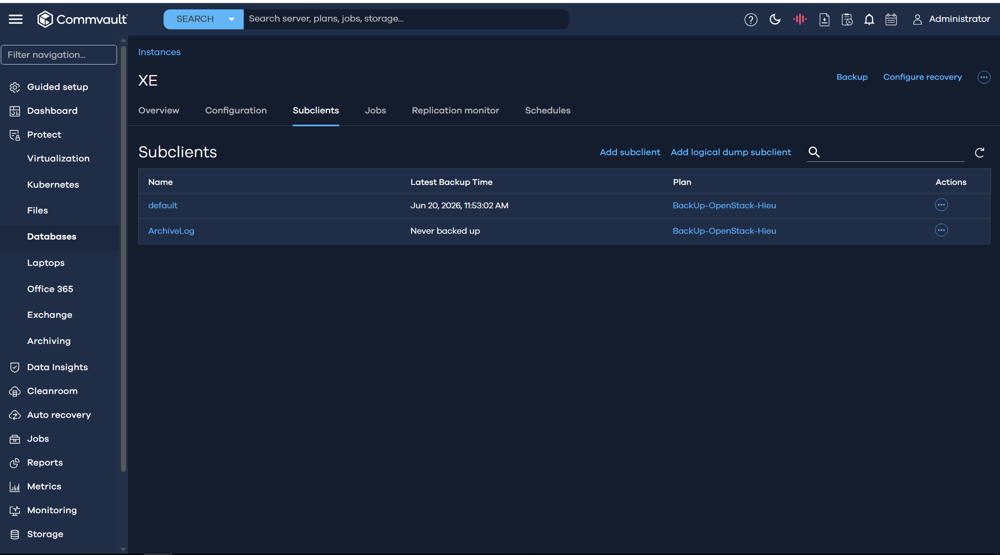 Commvault
SEARCH
Search server, plans, jobs, storage...
Administrator
Filter navigation...
Guided setup
Dashboard
Protect
Virtualization
Kubernetes
Files
Databases
Laptops
Office 365
Exchange
Archiving
Data Insights
Cleanroom
Auto recovery
Jobs
Reports
Metrics
Monitoring
Storage
Instances
XE
Backup
Configure recovery
Overview
Configuration
Subclients
Jobs
Replication monitor
Schedules
Subclients
Add subclient
Add logical dump subclient
Name Latest Backup Time Plan Actions
default Jun 20, 2026, 11:53:02 AM BackUp-OpenStack-Hieu
ArchiveLog Never backed up BackUp-OpenStack-Hieu